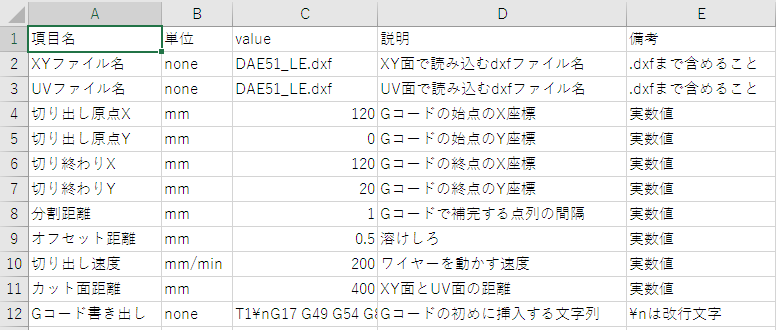 A B C D E
1 項目名 単位 value 説明 備考
2 XYファイル名 none DAE51_LE.dxf XY面で読み込むdxfファイル名 .dxfまで含めること
3 UVファイル名 none DAE51_LE.dxf UV面で読み込むdxfファイル名 .dxfまで含めること
4 切り出し原点X mm 120 Gコードの始点のX座標 実数値
5 切り出し原点Y mm 0 Gコードの始点のY座標 実数値
6 切り終わりX mm 120 Gコードの終点のX座標 実数値
7 切り終わりY mm 20 Gコードの終点のY座標 実数値
8 分割距離 mm 1 Gコードで補完する点列の間隔 実数値
9 オフセット距離 mm 0.5 溶けしろ 実数値
10 切り出し速度 mm/min 200 ワイヤーを動かす速度 実数値
11 カット面距離 mm 400 XY面とUV面の距離 実数値
12 Gコード書き出し none T1¥nG17 G49 G54 G8 Gコードの初めに挿入する文字列 ¥nは改行文字